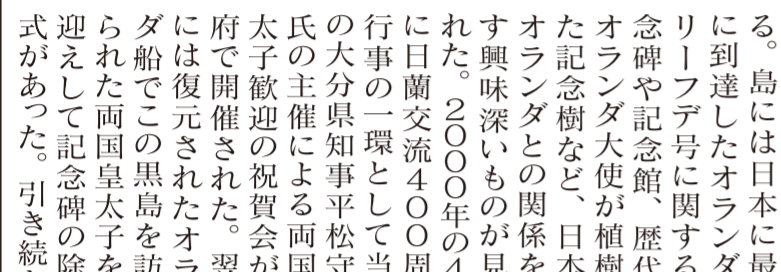 る。島には日本に最
に到達したオランダ
リーフデ号に関する
念碑や記念館、歴代
オランダ大使が植樹
た記念樹など、日本
オランダとの関係を
す興味深いものが見
れた。2000年の4
に日蘭交流400周
行事の一環として当
の大分県知事平松守
氏の主催による両国
太子歓迎の祝賀会が
府で開催された。翌
には復元されたオラ
ダ船でこの黒島を訪
られた両国皇太子を
迎えして記念碑の除
式があった。引き続